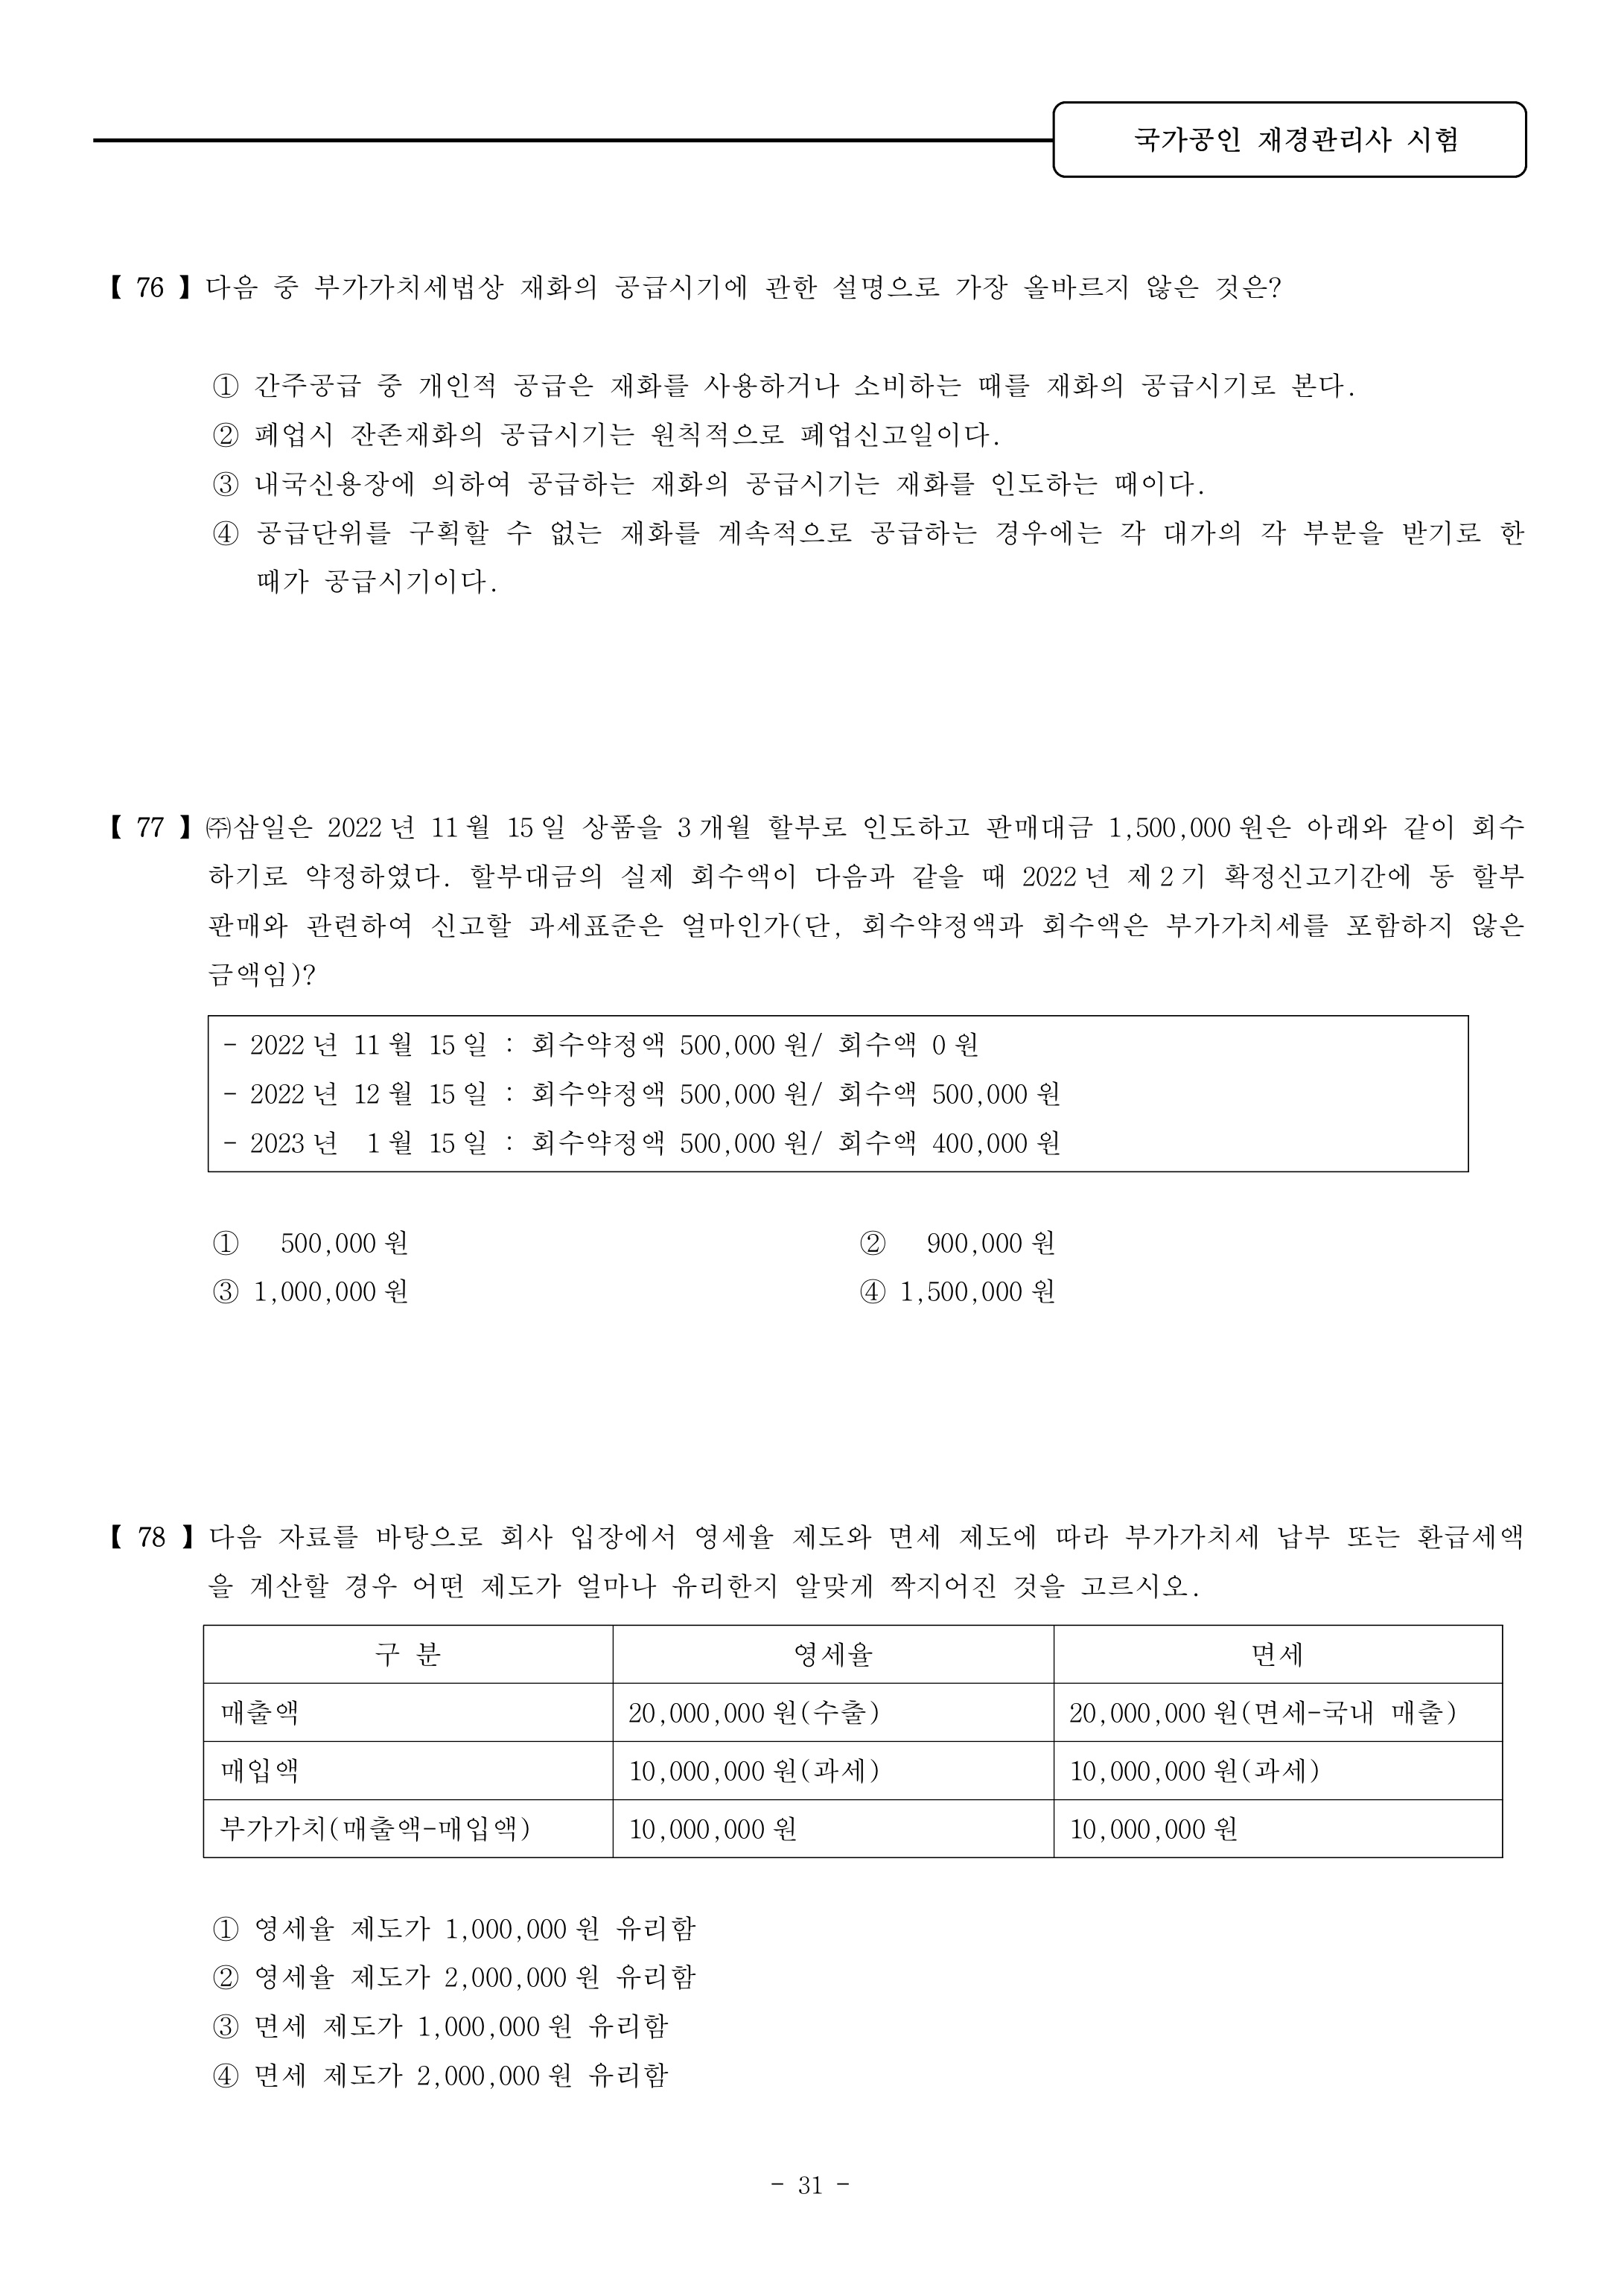 국가공인 재경관리사 시험
【 76 】 다음 중 부가가치세법상 재화의 공급시기에 관한 설명으로 가장 올바르지 않은 것은?
① 간주공급 중 개인적 공급은 재화를 사용하거나 소비하는 때를 재화의 공급시기로 본다.
② 폐업시 잔존재화의 공급시기는 원칙적으로 폐업신고일이다.
③ 내국신용장에 의하여 공급하는 재화의 공급시기는 재화를 인도하는 때이다.
④ 공급단위를 구획할 수 없는 재화를 계속적으로 공급하는 경우에는 각 대가의 각 부분을 받기로 한
때가 공급시기이다.
【 77 】 ㈜삼일은 2022년 11월 15일 상품을 3개월 할부로 인도하고 판매대금 1,500,000원은 아래와 같이 회수
하기로 약정하였다. 할부대금의 실제 회수액이 다음과 같을 때 2022년 제2기 확정신고기간에 동 할부
판매와 관련하여 신고할 과세표준은 얼마인가(단, 회수약정액과 회수액은 부가가치세를 포함하지 않은
금액임)?
- 2022년 11월 15일 : 회수약정액 500,000원/ 회수액 0원
- 2022년 12월 15일 : 회수약정액 500,000원/ 회수액 500,000원
- 2023년 1월 15일 : 회수약정액 500,000원/ 회수액 400,000원
① 500,000원 ② 900,000원
③ 1,000,000원 ④ 1,500,000원
【 78 】 다음 자료를 바탕으로 회사 입장에서 영세율 제도와 면세 제도에 따라 부가가치세 납부 또는 환급세액
을 계산할 경우 어떤 제도가 얼마나 유리한지 알맞게 짝지어진 것을 고르시오.
구 분 영세율 면세
매출액 20,000,000원(수출) 20,000,000원(면세-국내 매출)
매입액 10,000,000원(과세) 10,000,000원(과세)
부가가치(매출액-매입액) 10,000,000원 10,000,000원
① 영세율 제도가 1,000,000원 유리함
② 영세율 제도가 2,000,000원 유리함
③ 면세 제도가 1,000,000원 유리함
④ 면세 제도가 2,000,000원 유리함
- 31 -